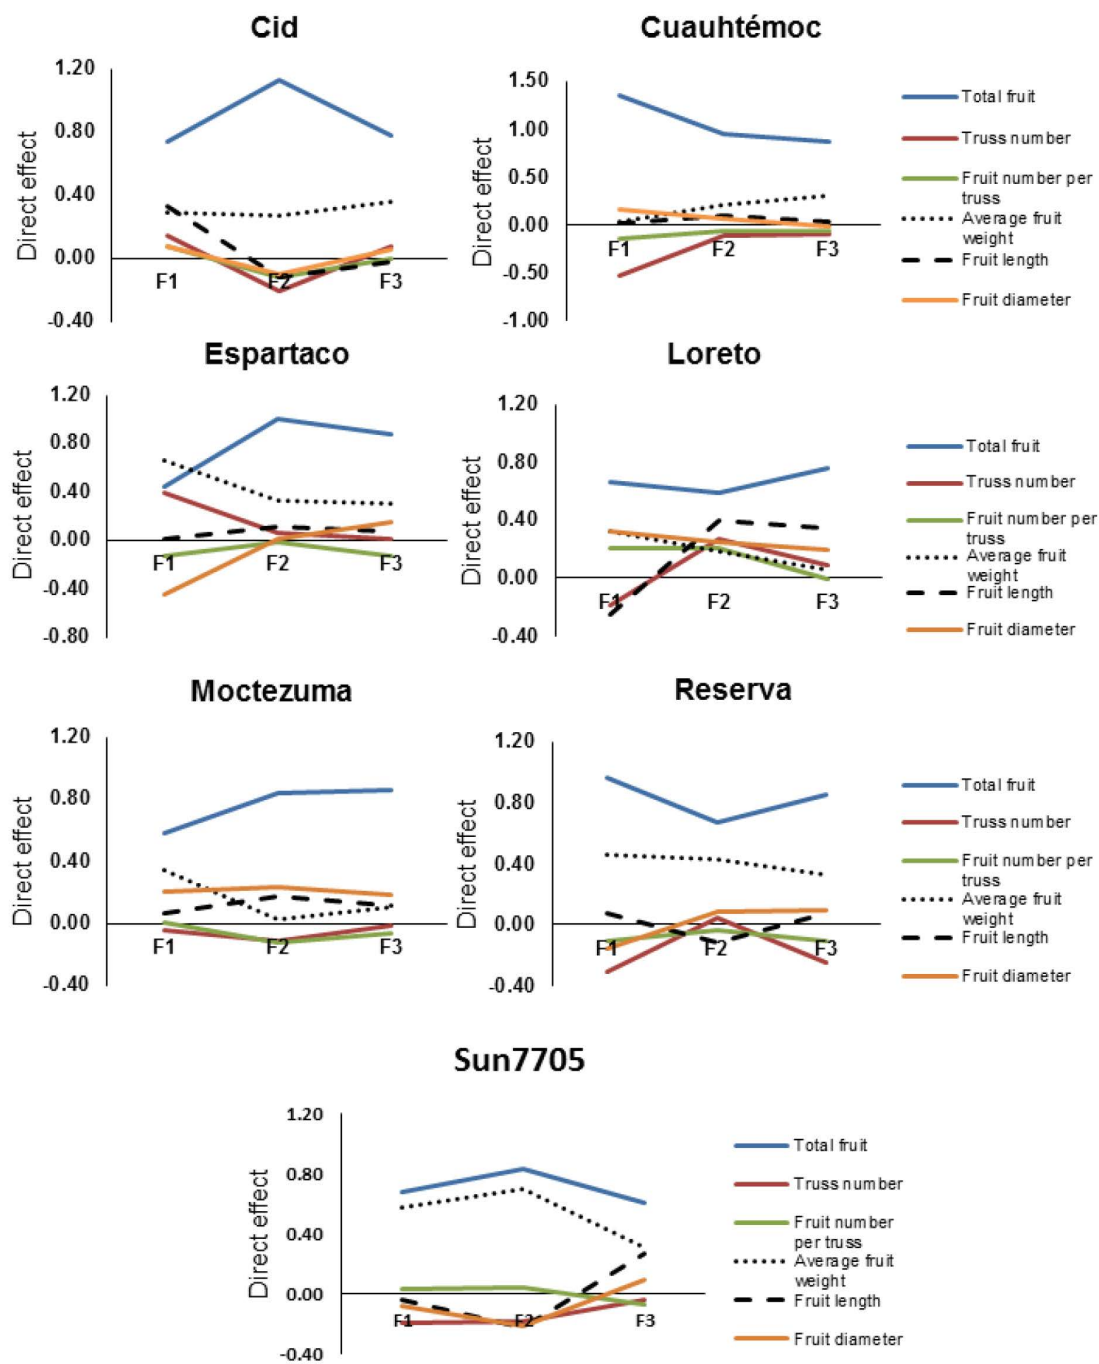 Cid
1.20
0.80
0.40
0.00
-0.40
Direct effect
F1
F2
F3
Cuauhtémoc
1.50
1.00
0.50
0.00
-0.50
-1.00
Direct effect
F1
F2
F3
Total fruit
Truss number
Fruit number per
truss
Average fruit
weight
Fruit length
Fruit diameter
Espartaco
1.20
0.80
0.40
0.00
-0.40
-0.80
Direct effect
F1
F2
F3
Loreto
1.20
0.80
0.40
0.00
-0.40
Direct effect
F1
F2
F3
Total fruit
Truss number
Fruit number per
truss
Average fruit
weight
Fruit length
Fruit diameter
Moctezuma
1.20
0.80
0.40
0.00
-0.40
Direct effect
F1
F2
F3
Reserva
1.20
0.80
0.40
0.00
-0.40
Direct effect
F1
F2
F3
Total fruit
Truss number
Fruit number per
truss
Average fruit
weight
Fruit length
Fruit diameter
Sun7705
1.20
0.80
0.40
0.00
-0.40
Direct effect
F1
F2
F3
Total fruit
Truss number
Fruit number
per truss
Average fruit
weight
Fruit length
Fruit diameter